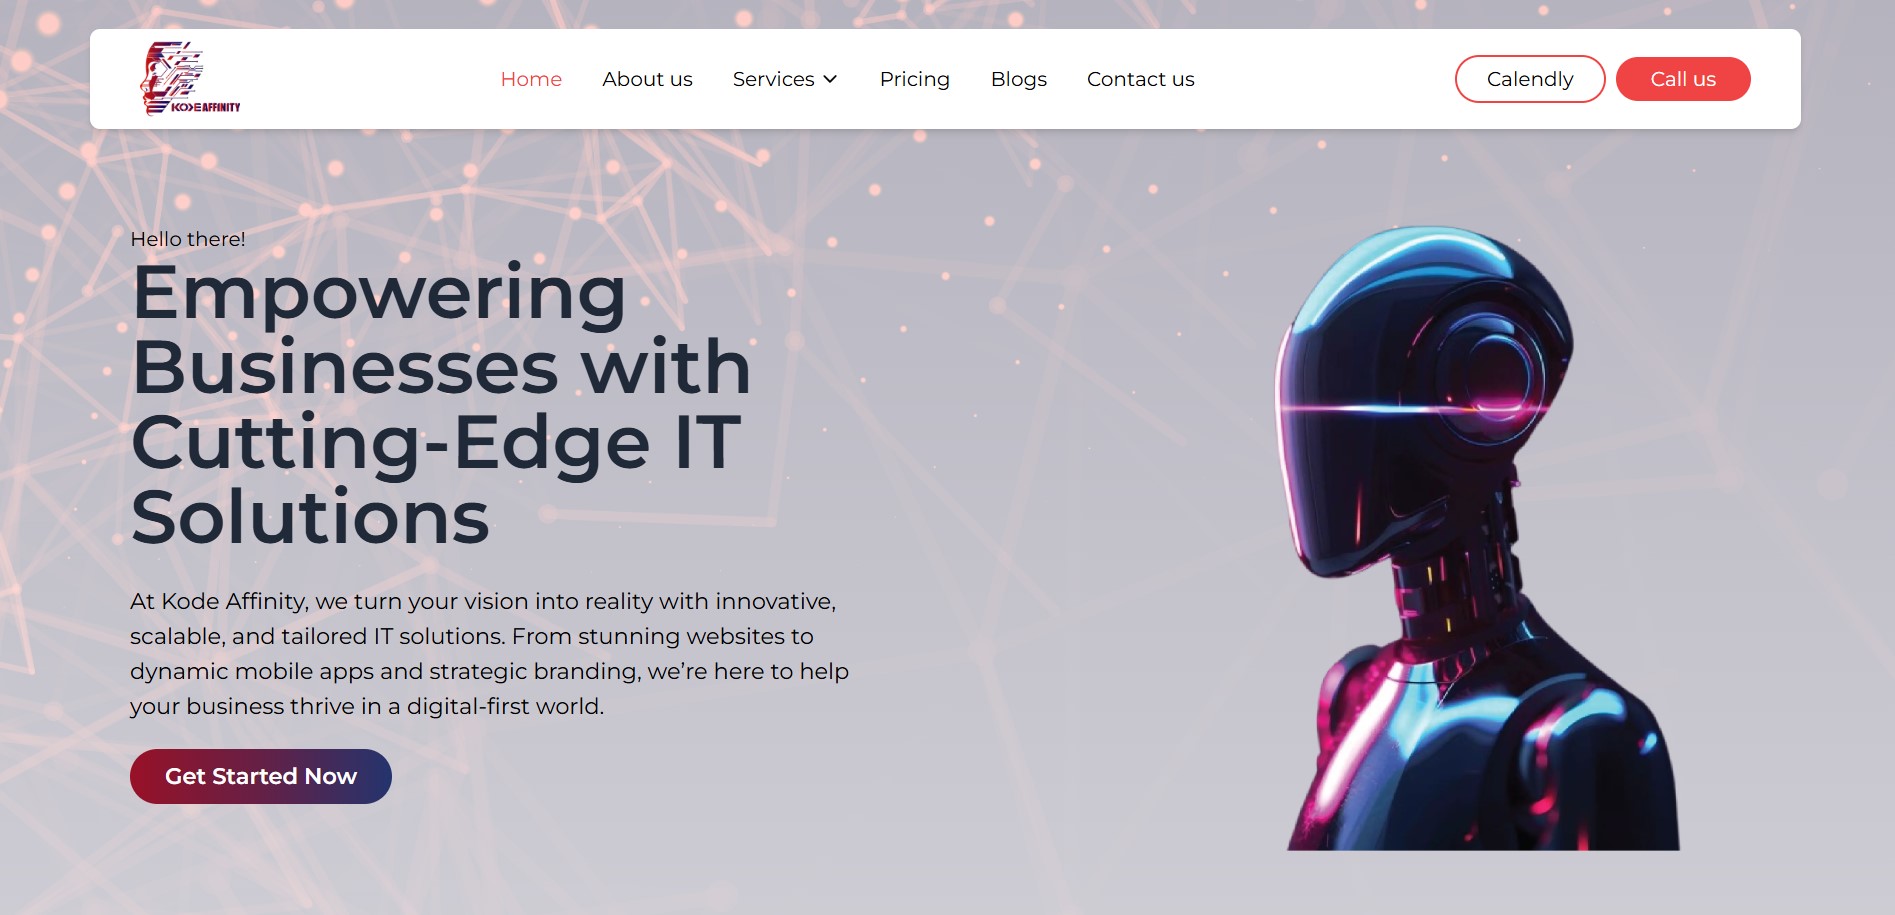 KODE AFFINITY
Home About us Services Pricing Blogs Contact us Calendly Call us
Hello there!
Empowering
Businesses with
Cutting-Edge IT
Solutions
At Kode Affinity, we turn your vision into reality with innovative,
scalable, and tailored IT solutions. From stunning websites to
dynamic mobile apps and strategic branding, we’re here to help
your business thrive in a digital-first world.
Get Started Now